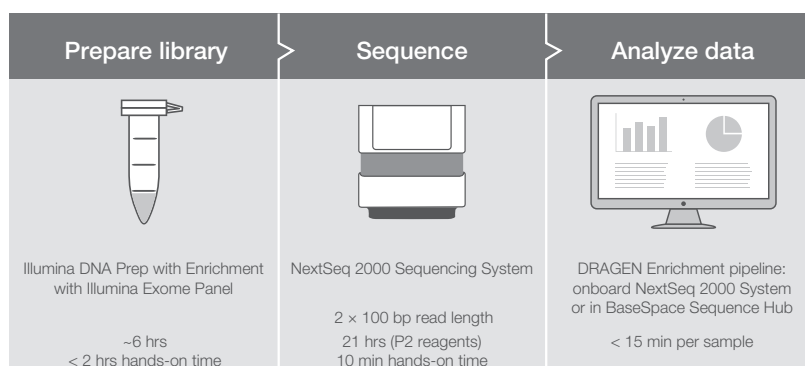 Prepare library
Sequence
Analyze data
Illumina DNA Prep with Enrichment
with Illumina Exome Panel
~6 hrs
< 2 hrs hands-on time
NextSeq 2000 Sequencing System
2 × 100 bp read length
21 hrs (P2 reagents)
10 min hands-on time
DRAGEN Enrichment pipeline:
onboard NextSeq 2000 System
or in BaseSpace Sequence Hub
< 15 min per sample